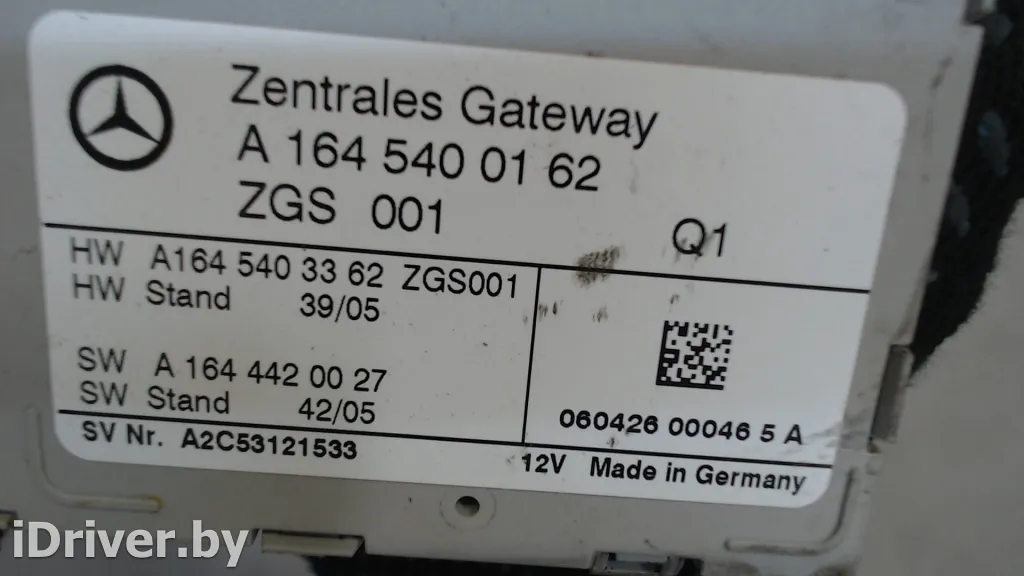 Zentrales Gateway
A 164 540 01 62
ZGS 001
Q1
HW A164 540 33 62 ZGS001
HW Stand 39/05
SW A 164 442 00 27
SW Stand 42/05
060426 00046 5 A
SV Nr. A2C53121533
12V Made in Germany
iDriver.by